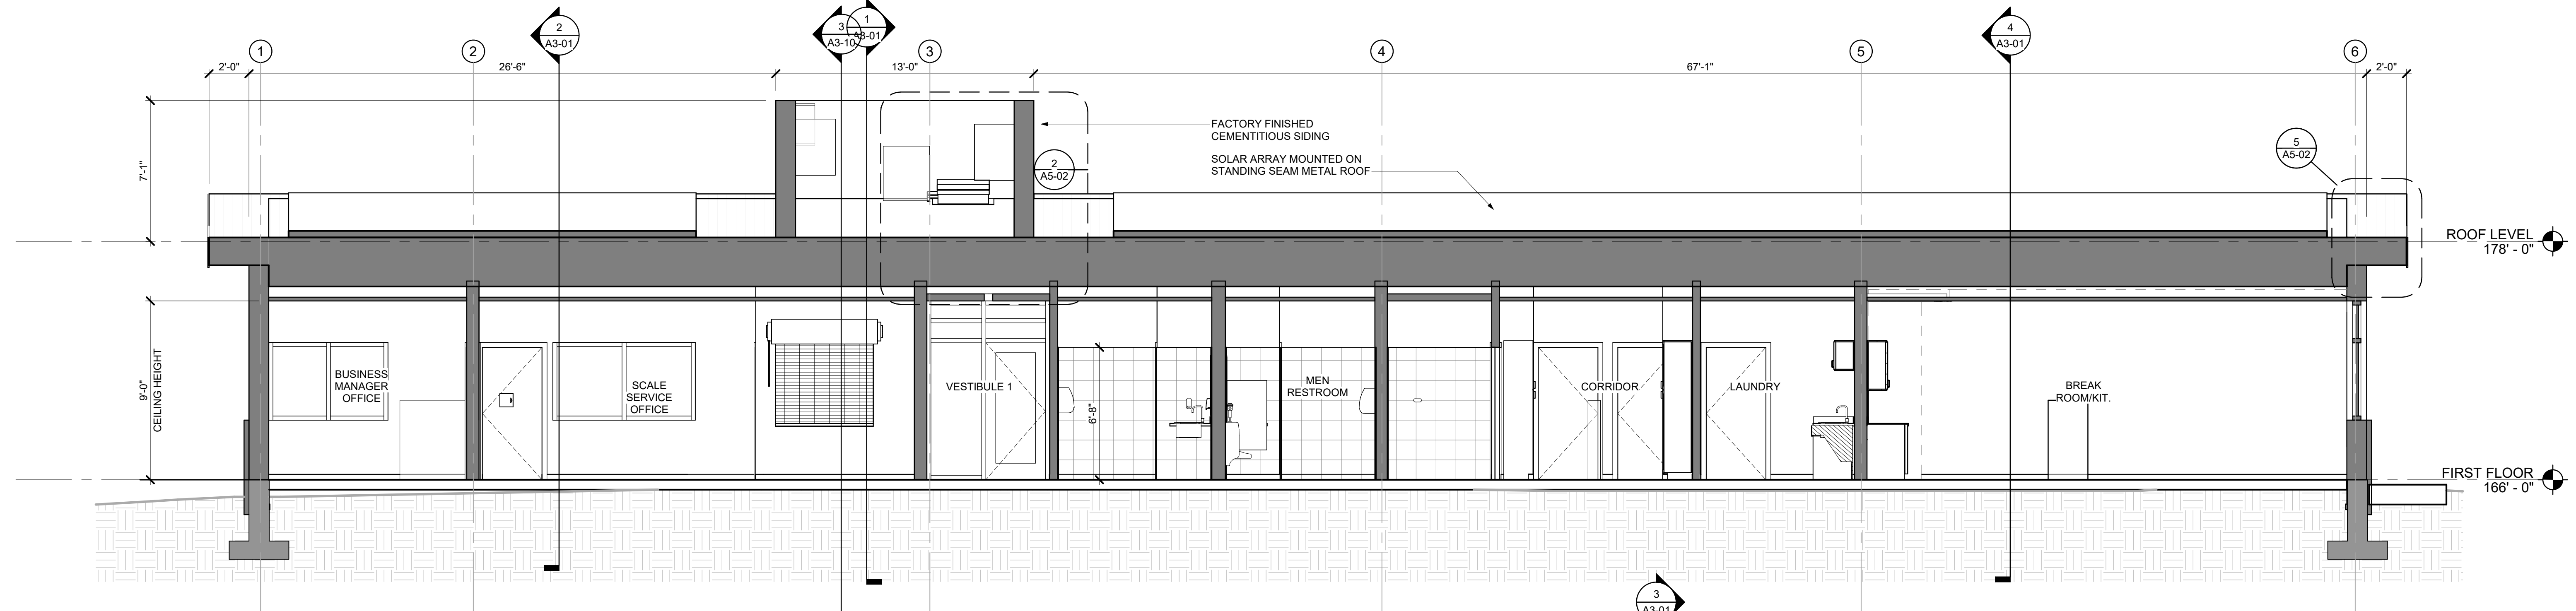 2
A3-01
3
A3-10
1
A3-01
4
A3-01
1
2
3
4
5
6
2'-0"
26'-6"
13'-0"
67'-1"
2'-0"
7'-1"
FACTORY FINISHED
CEMENTITIOUS SIDING
SOLAR ARRAY MOUNTED ON
STANDING SEAM METAL ROOF
2
A5-02
5
A5-02
ROOF LEVEL
178' - 0"
9'-0"
CEILING HEIGHT
BUSINESS
MANAGER
OFFICE
SCALE
SERVICE
OFFICE
VESTIBULE 1
6'-8"
MEN
RESTROOM
CORRIDOR
LAUNDRY
BREAK
ROOM/KIT.
FIRST FLOOR
166' - 0"
3
A3-01